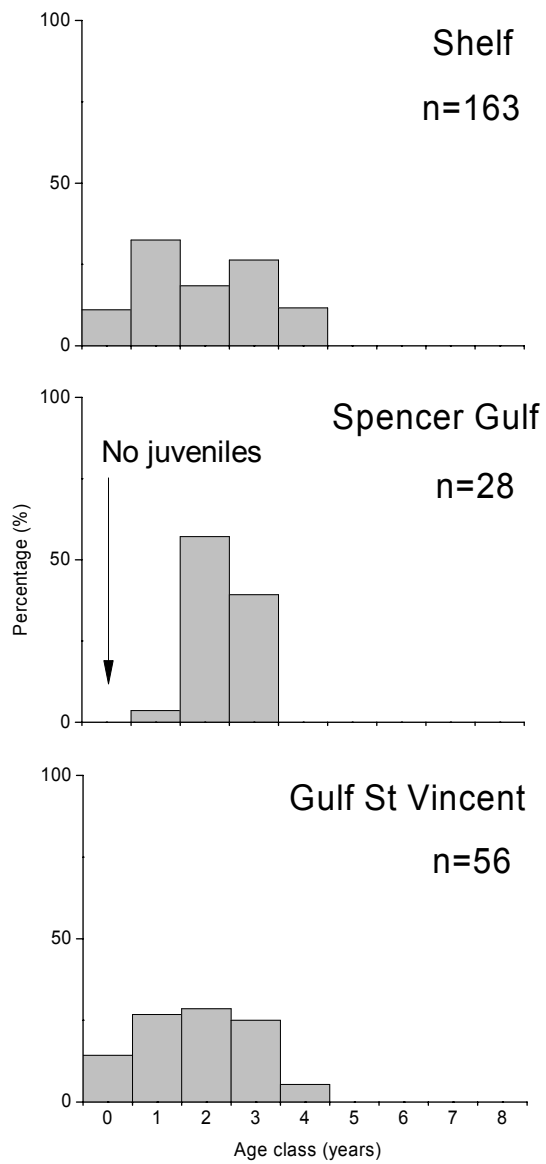 100
Shelf
n=163
50
0
100
Spencer Gulf
No juveniles
n=28
Percentage (%)
50
0
100
Gulf St Vincent
n=56
50
0
0 1 2 3 4 5 6 7 8
Age class (years)